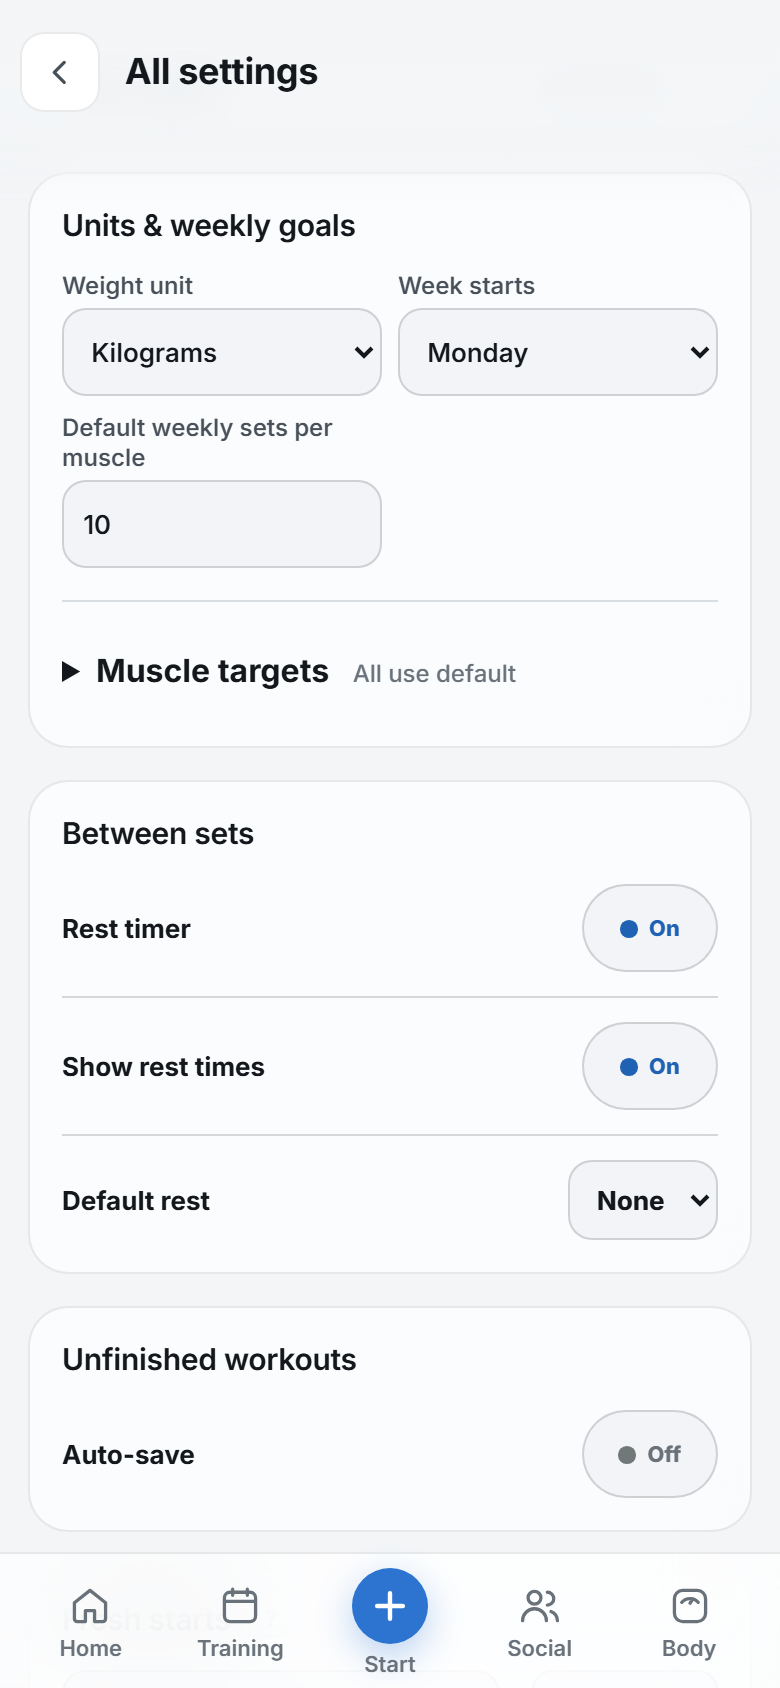 All settings
Units & weekly goals
Weight unit
Week starts
Kilograms
Monday
Default weekly sets per
muscle
10
Muscle targets All use default
Between sets
Rest timer
On
Show rest times
On
Default rest
None
Unfinished workouts
Auto-save
Off
Fresh starts
Home
Training
Start
Social
Body